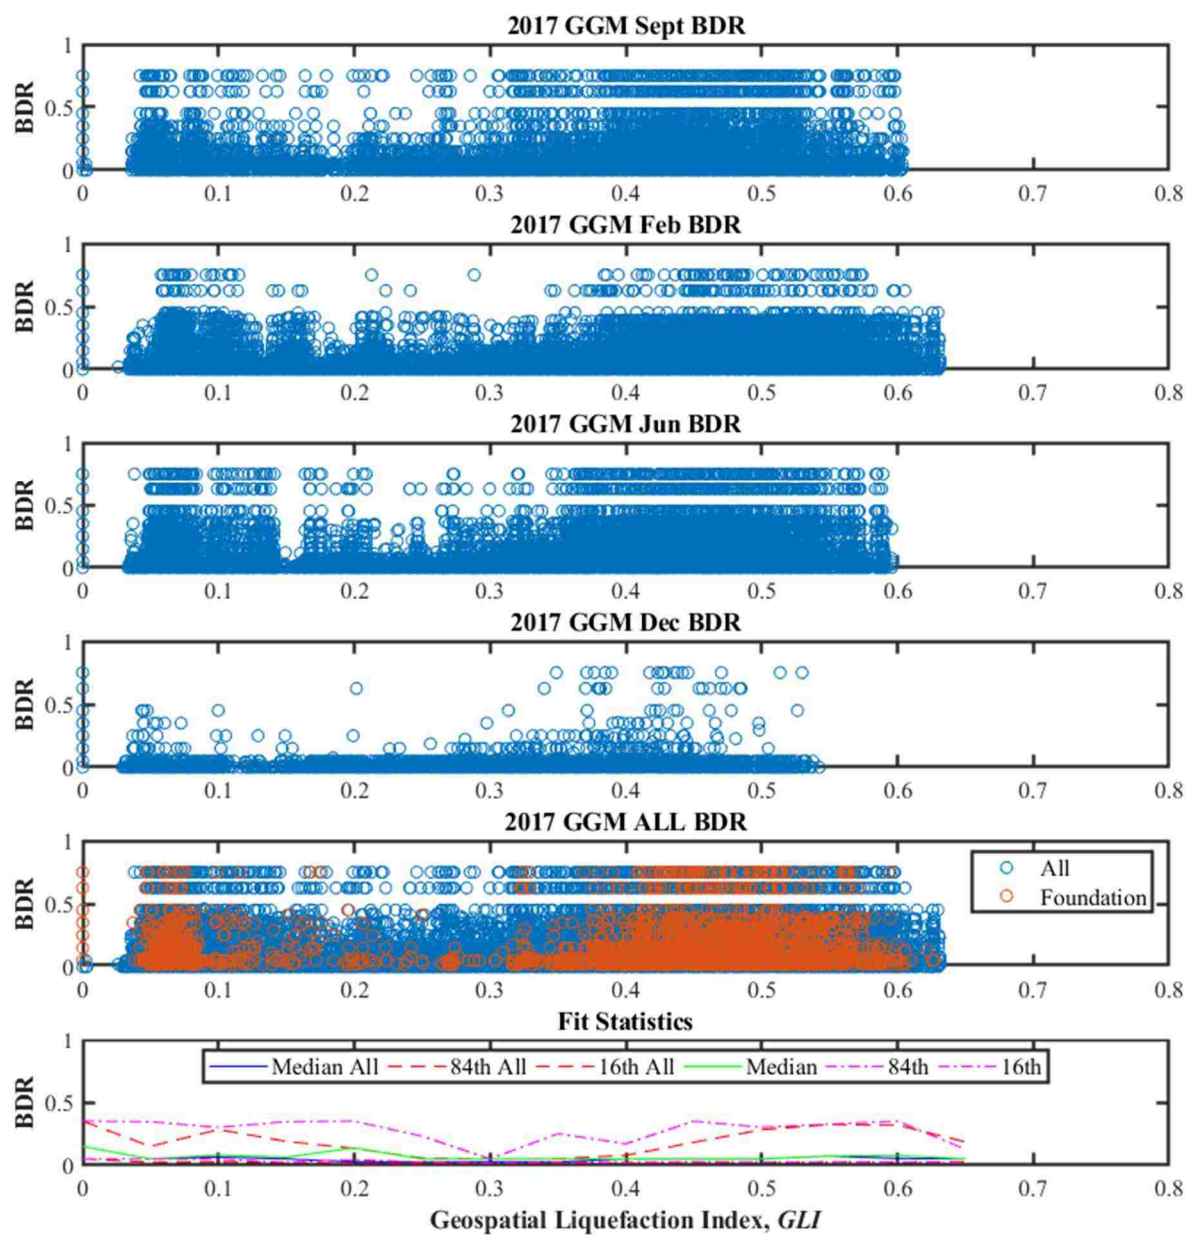 2017 GGM Sept BDR
1
0.5
0
BDR
0 0.1 0.2 0.3 0.4 0.5 0.6 0.7 0.8
2017 GGM Feb BDR
1
0.5
0
BDR
0 0.1 0.2 0.3 0.4 0.5 0.6 0.7 0.8
2017 GGM Jun BDR
1
0.5
0
BDR
0 0.1 0.2 0.3 0.4 0.5 0.6 0.7 0.8
2017 GGM Dec BDR
1
0.5
0
BDR
0 0.1 0.2 0.3 0.4 0.5 0.6 0.7 0.8
2017 GGM ALL BDR
1
0.5
0
BDR
All
Foundation
0 0.1 0.2 0.3 0.4 0.5 0.6 0.7 0.8
Fit Statistics
1
0.5
0
BDR
Median All 84th All 16th All Median 84th 16th
0 0.1 0.2 0.3 0.4 0.5 0.6 0.7 0.8
Geospatial Liquefaction Index, GLI